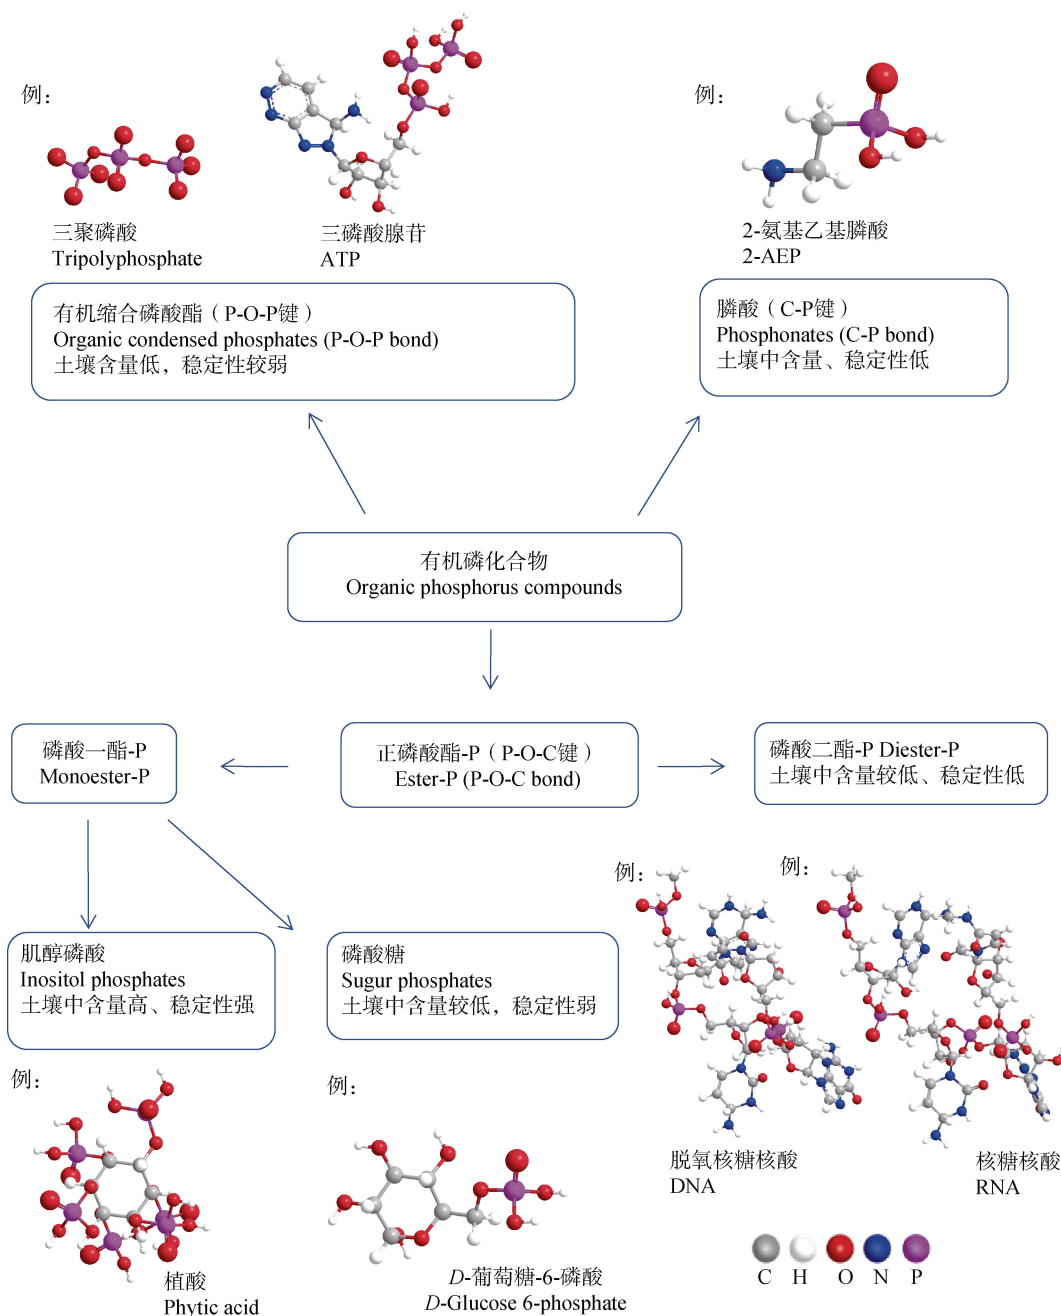 例：
三聚磷酸
Tripolyphosphate
三磷酸腺苷
ATP
例：
2-氨基乙基膦酸
2-AEP
有机缩合磷酸酯（P-O-P键）
Organic condensed phosphates (P-O-P bond)
土壤含量低，稳定性较弱
膦酸（C-P键）
Phosphonates (C-P bond)
土壤中含量、稳定性低
有机磷化合物
Organic phosphorus compounds
磷酸一酯-P
Monoester-P
正磷酸酯-P（P-O-C键）
Ester-P (P-O-C bond)
磷酸二酯-P Diester-P
土壤中含量较低、稳定性低
肌醇磷酸
Inositol phosphates
土壤中含量高、稳定性强
磷酸糖
Sugur phosphates
土壤中含量较低，稳定性弱
例：
植酸
Phytic acid
例：
D-葡萄糖-6-磷酸
D-Glucose 6-phosphate
例：
脱氧核糖核酸
DNA
例：
核糖核酸
RNA
C H O N P